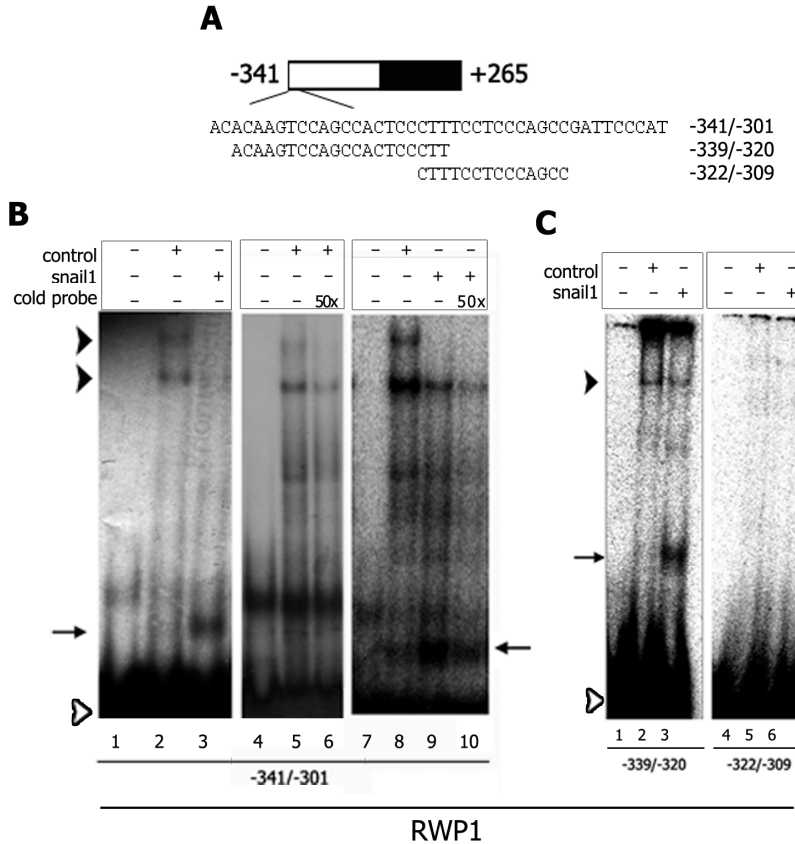 A
-341 +265
ACACAAGTCCAGCCACTCCCTTTCCTCCCAGCCGATTCCCAT -341/-301
ACAAGTCCAGCCACTCCCTT -339/-320
CTTTCCTCCCAGCC -322/-309
B
control - + - - + + - + - -
snail1 - - + - - - - - + +
cold probe - - - - - 50x - - - 50x
1 2 3 4 5 6 7 8 9 10
-341/-301
C
control - + - - + -
snail1 - - + - - +
1 2 3 4 5 6
-339/-320 -322/-309
RWP1